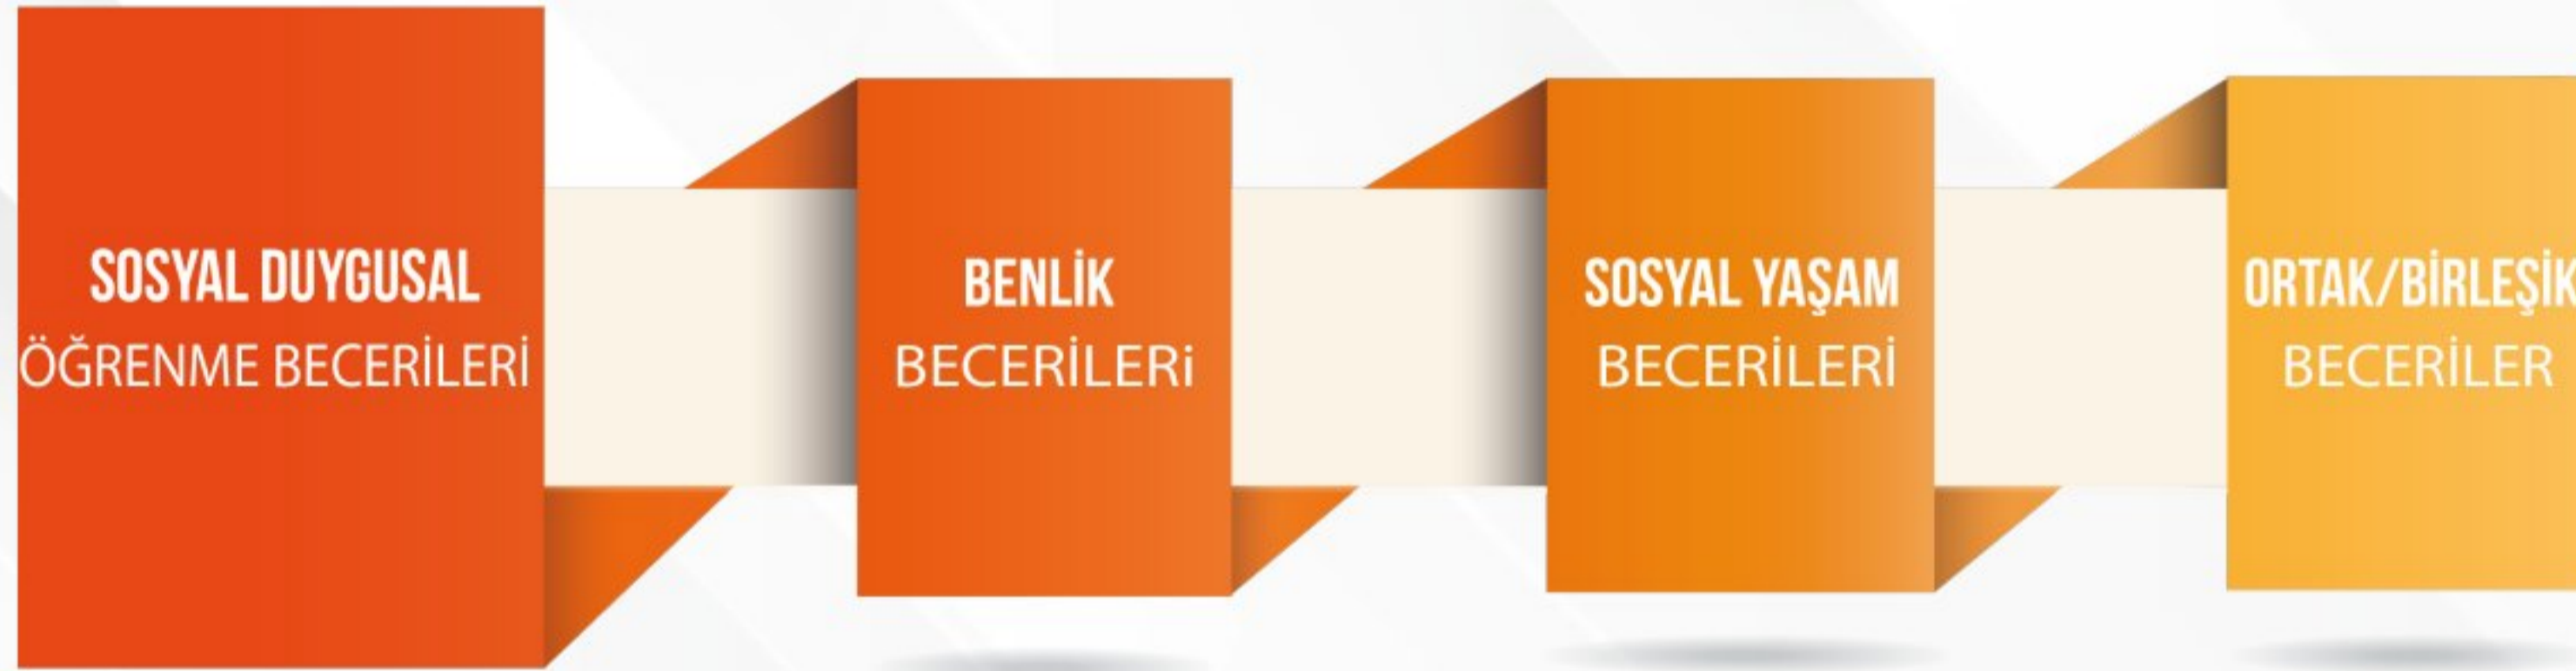 SOSYAL DUYGUSAL
ÖĞRENME BECERİLERİ
BENLİK
BECERİLERi
SOSYAL YAŞAM
BECERİLERİ
ORTAK/BİRLEŞİK
BECERİLER